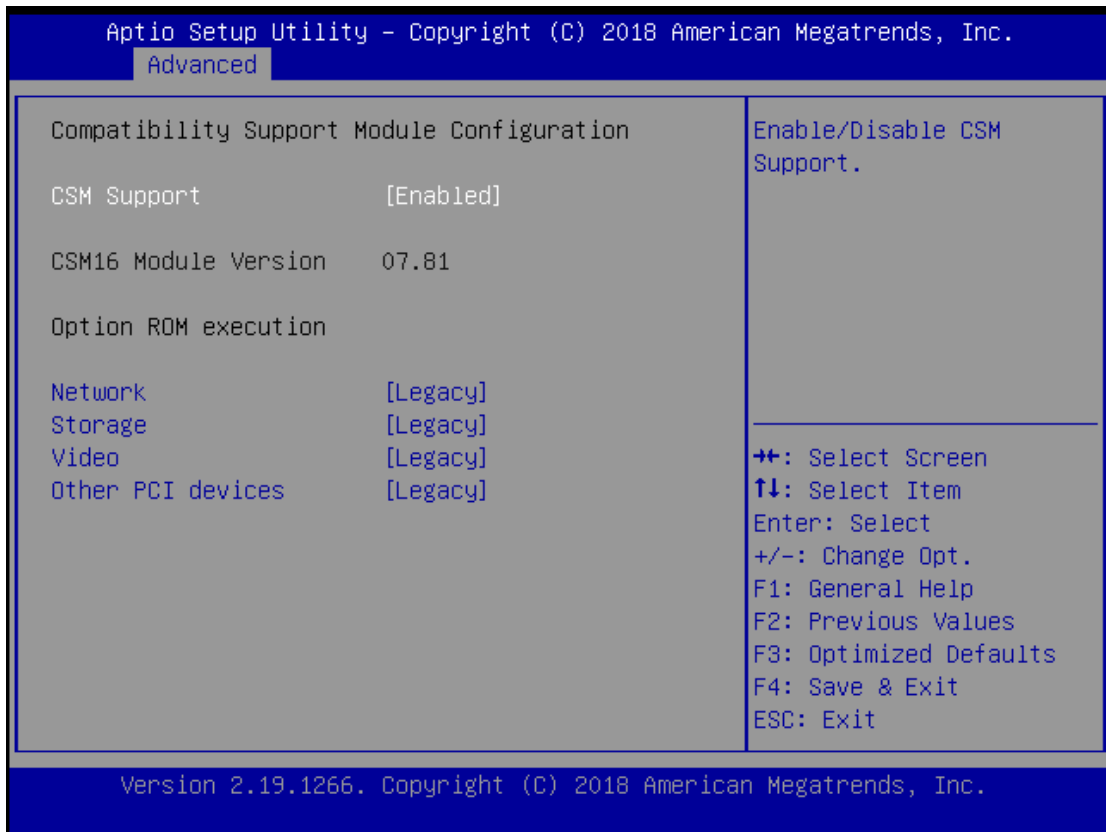 Aptio Setup Utility – Copyright (C) 2018 American Megatrends, Inc.
Advanced
Compatibility Support Module Configuration
CSM Support [Enabled]
CSM16 Module Version 07.81
Option ROM execution
Network [Legacy]
Storage [Legacy]
Video [Legacy]
Other PCI devices [Legacy]
Enable/Disable CSM
Support.
→←: Select Screen
↑↓: Select Item
Enter: Select
+/-: Change Opt.
F1: General Help
F2: Previous Values
F3: Optimized Defaults
F4: Save & Exit
ESC: Exit
Version 2.19.1266. Copyright (C) 2018 American Megatrends, Inc.